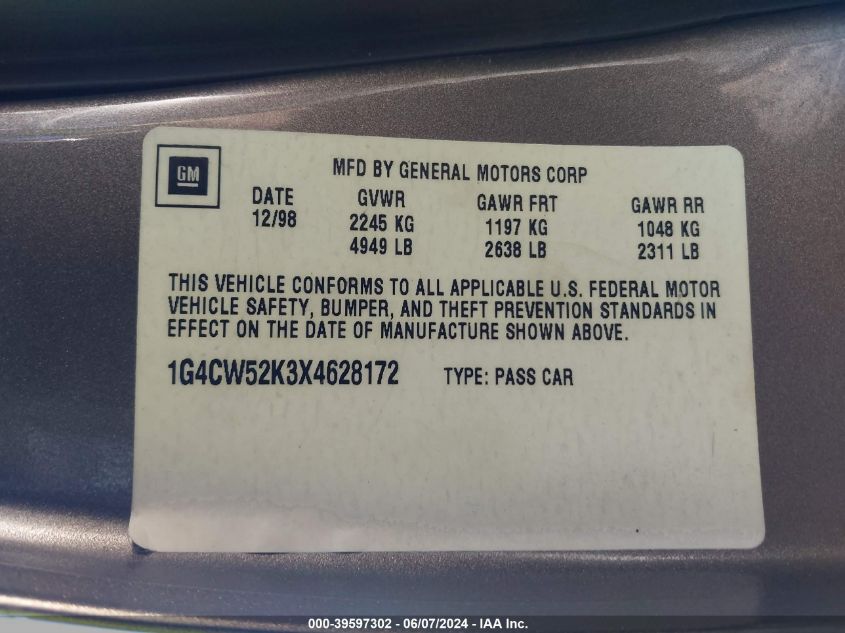 GM
MFD BY GENERAL MOTORS CORP
DATE GVWR GAWR FRT GAWR RR
12/98 2245 KG 1197 KG 1048 KG
4949 LB 2638 LB 2311 LB
THIS VEHICLE CONFORMS TO ALL APPLICABLE U.S. FEDERAL MOTOR
VEHICLE SAFETY, BUMPER, AND THEFT PREVENTION STANDARDS IN
EFFECT ON THE DATE OF MANUFACTURE SHOWN ABOVE.
1G4CW52K3X4628172 TYPE: PASS CAR
000-39597302 - 06/07/2024 - IAA Inc.